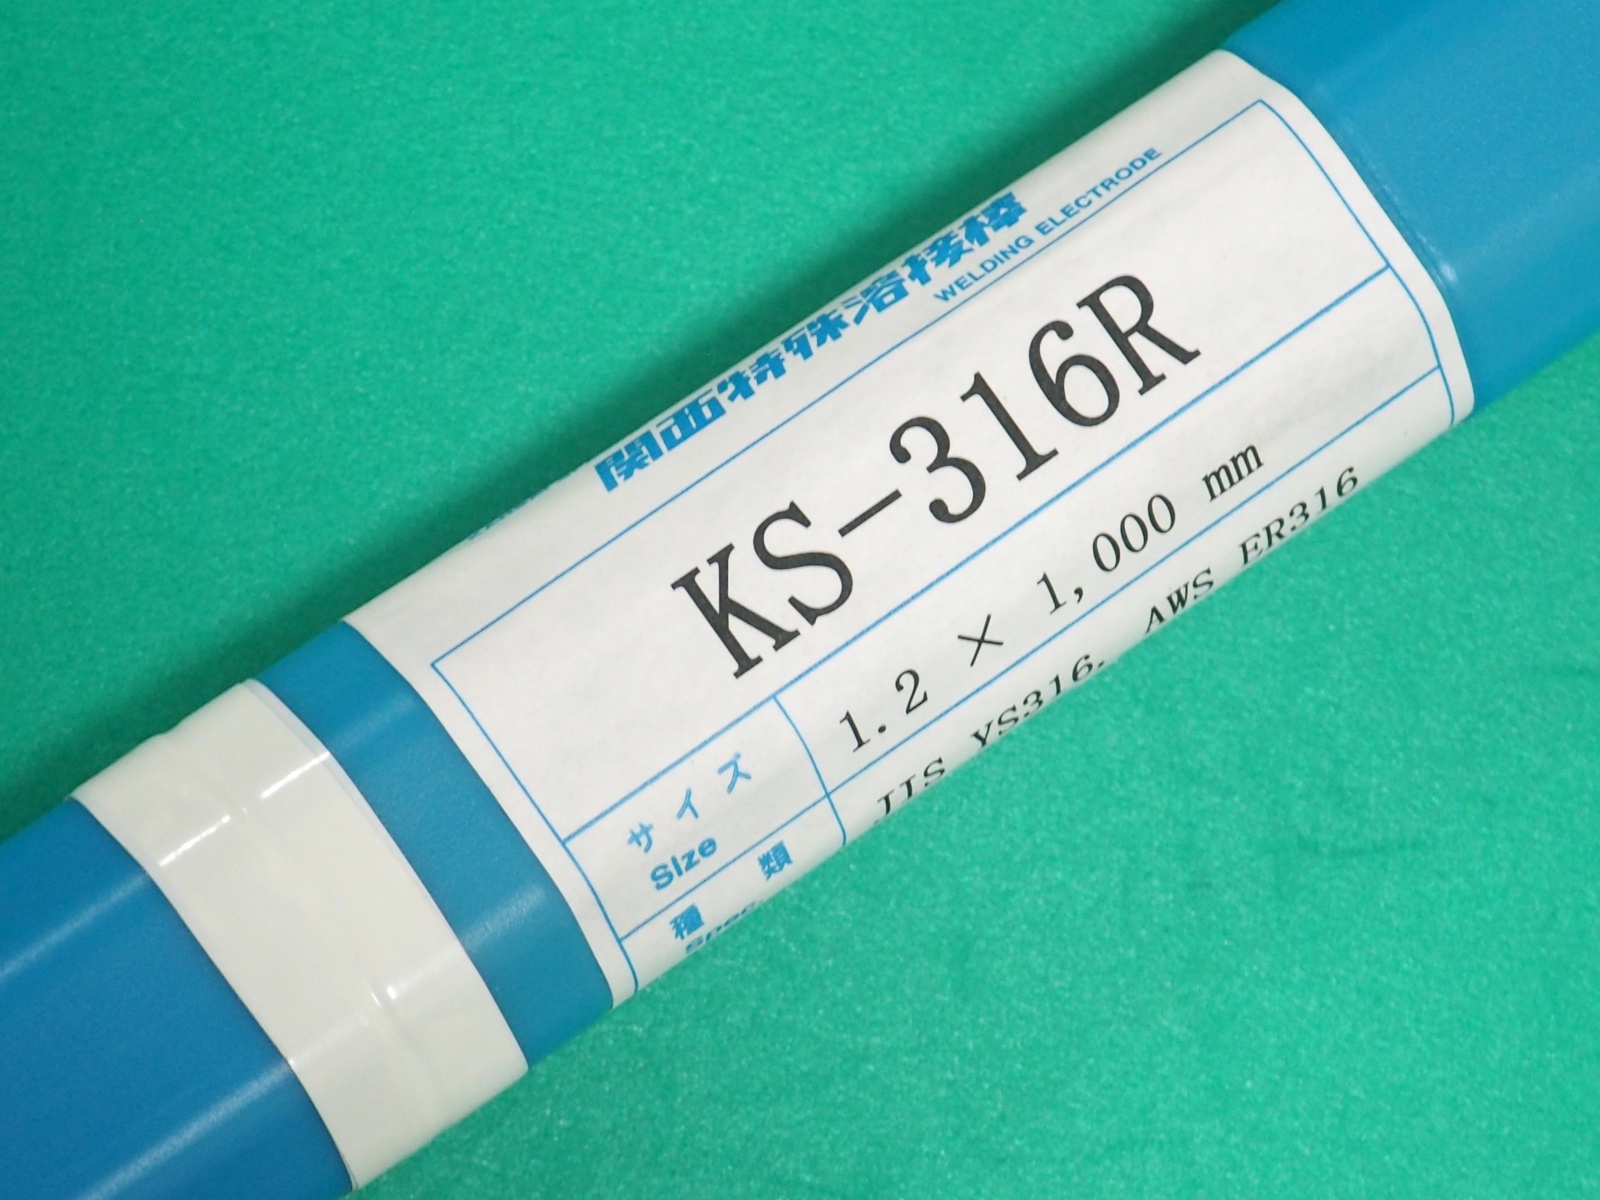 関西特殊溶接棒
WELDING ELECTRODE
KS-316R
サイズ 1.2 × 1,000 mm
Size
種類 JIS YS316. AWS ER316
Spec.